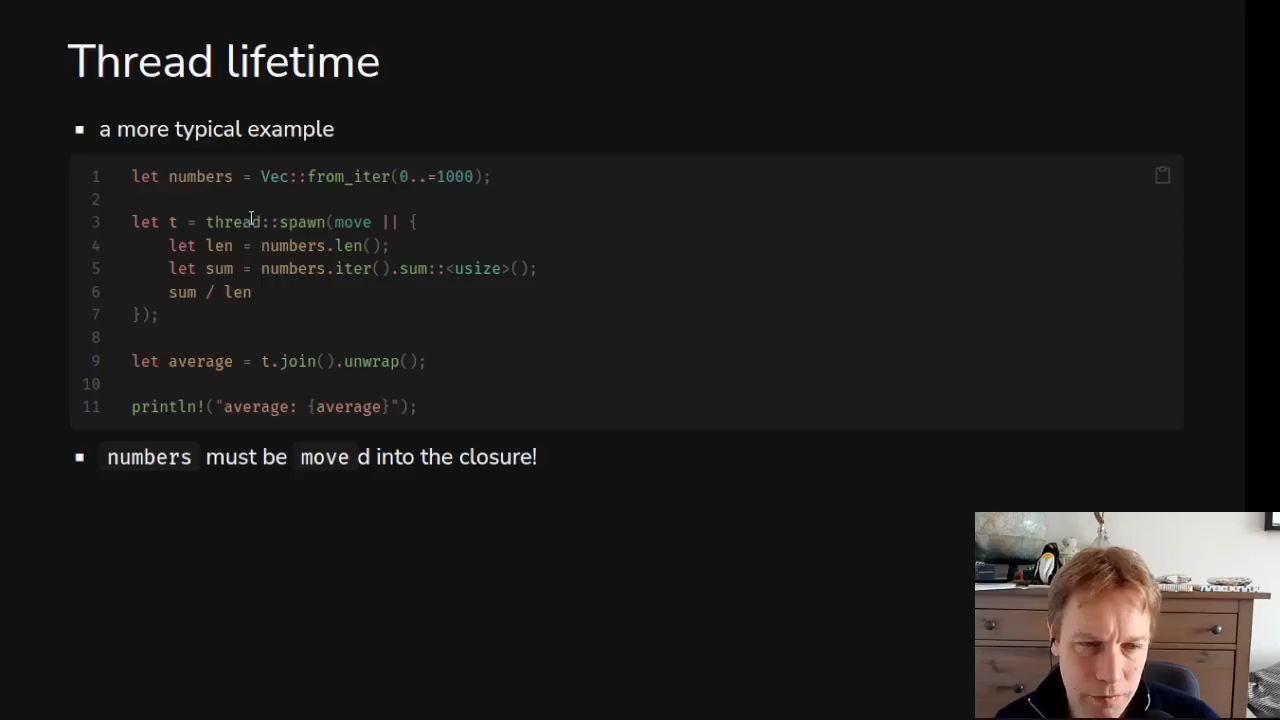 Thread lifetime
a more typical example
1 let numbers = Vec::from_iter(0..=1000);
2
3 let t = thread::spawn(move || {
4     let len = numbers.len();
5     let sum = numbers.iter().sum::<usize>();
6     sum / len
7 });
8
9 let average = t.join().unwrap();
10
11 println!("average: {average}");
numbers must be move d into the closure!